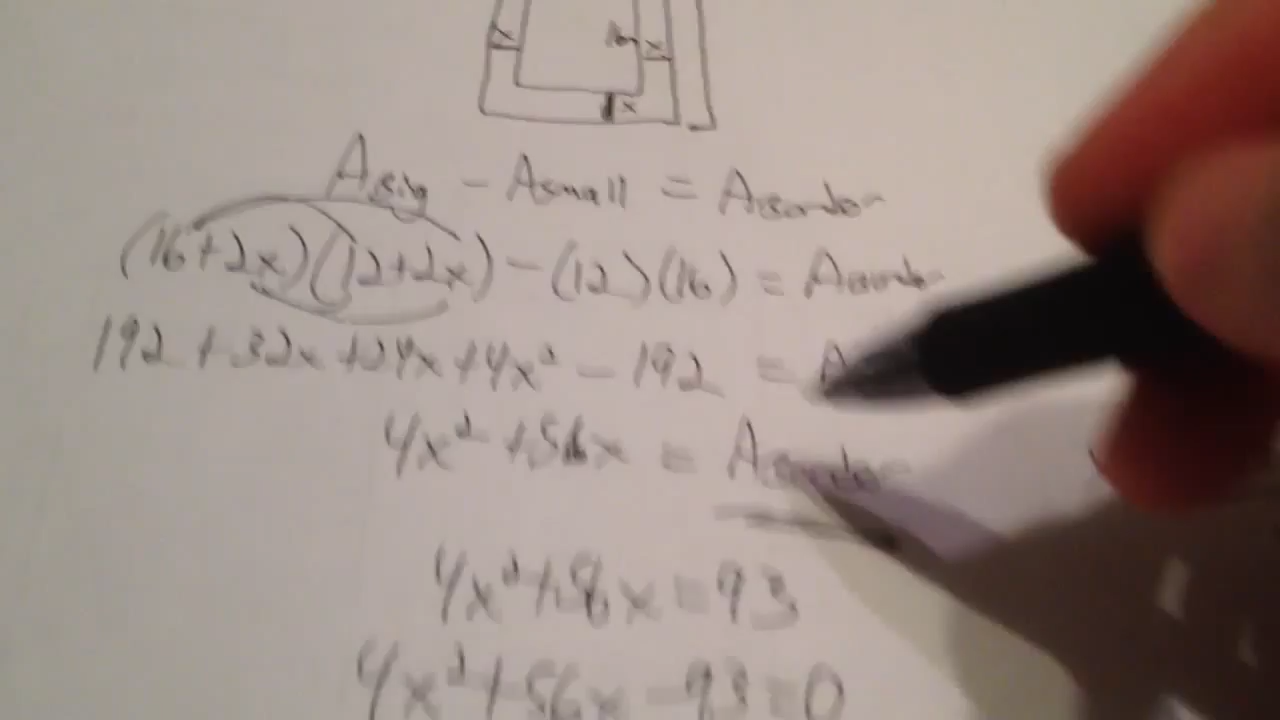 x x
x
ABig - Asmall = ABorder
(16+2x)(12+2x) - (12)(16) = ABorder
192 + 32x + 24x + 4x² - 192 = A
4x² + 56x = ABorder
4x² + 56x = 93
4x² + 56x - 93 = 0